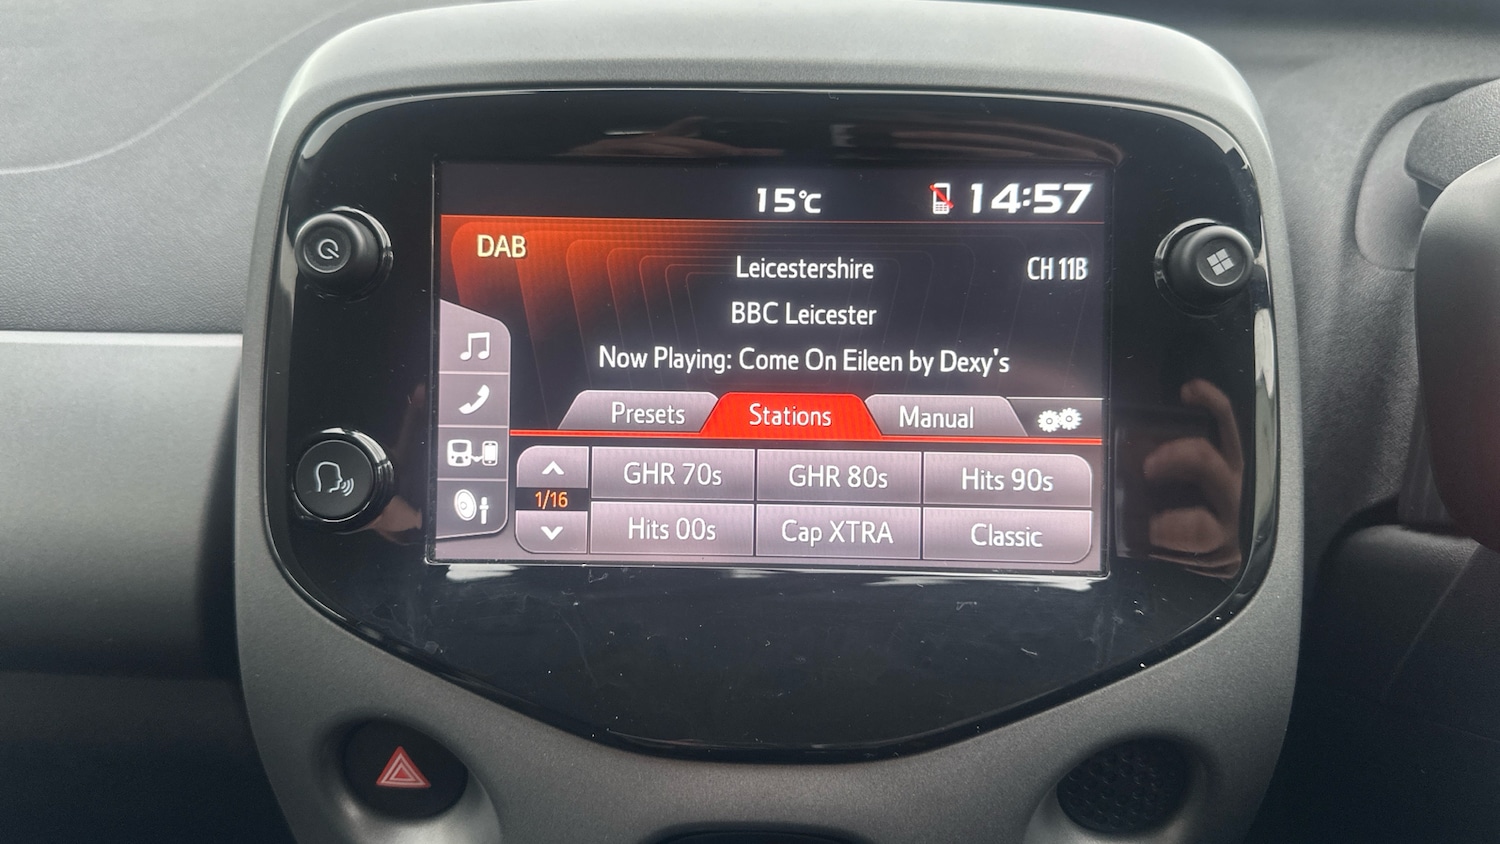 15°C 14:57
DAB
Leicestershire CH 11B
BBC Leicester
Now Playing: Come On Eileen by Dexy's
Presets Stations Manual
GHR 70s GHR 80s Hits 90s
1/16
Hits 00s Cap XTRA Classic